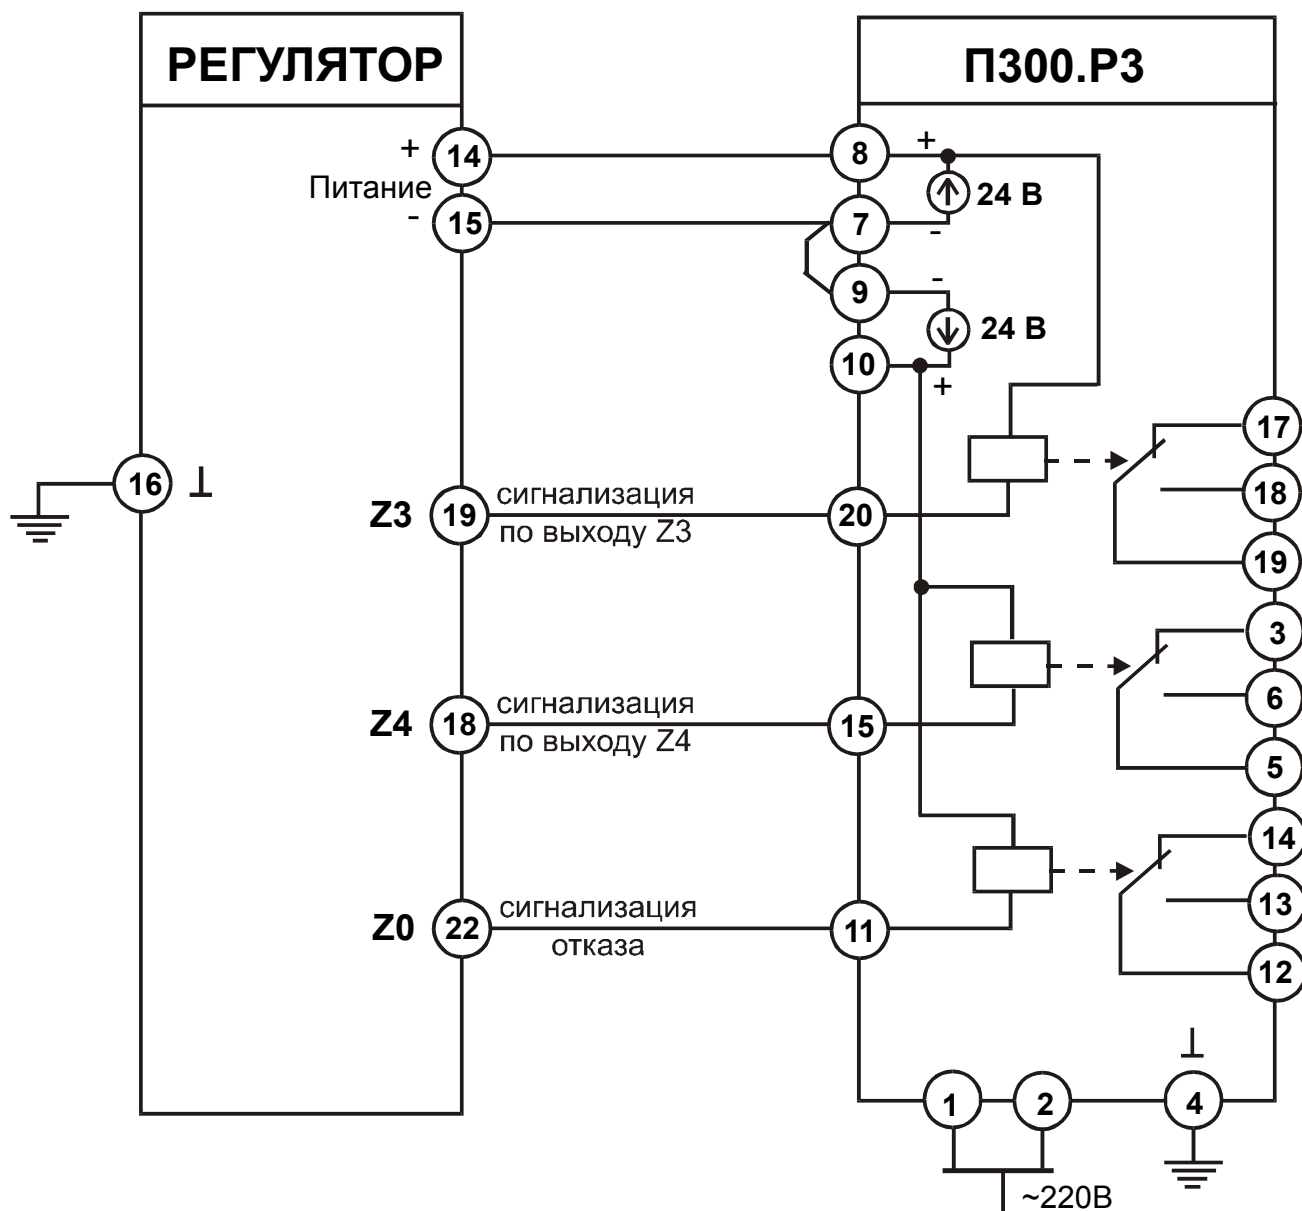 РЕГУЛЯТОР
П300.Р3
+
14
8
+
Питание
24 В
-
15
7
-
9
-
24 В
10
+
17
16
⊥
18
Z3
19
сигнализация
по выходу Z3
20
19
3
6
Z4
18
сигнализация
по выходу Z4
15
5
14
13
Z0
22
сигнализация
отказа
11
12
⊥
1
2
4
~220В